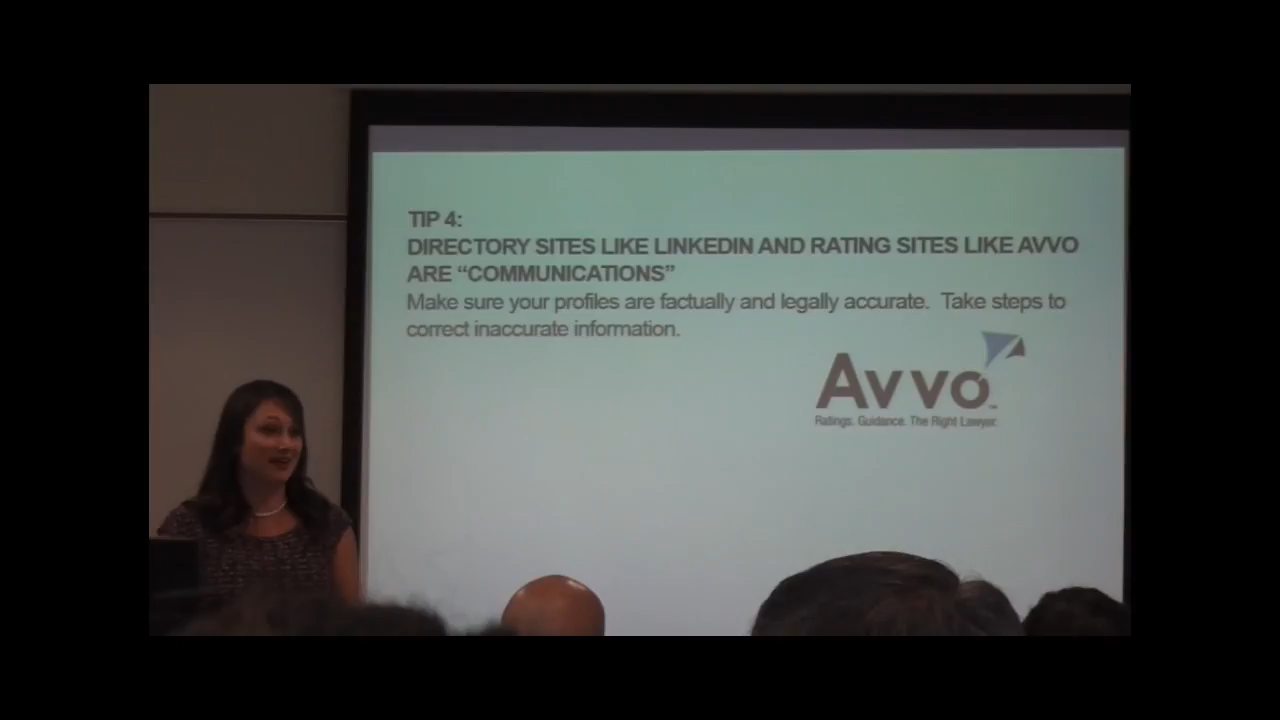 TIP 4:
DIRECTORY SITES LIKE LINKEDIN AND RATING SITES LIKE AVVO
ARE “COMMUNICATIONS”
Make sure your profiles are factually and legally accurate. Take steps to
correct inaccurate information.
Avvo™
Ratings. Guidance. The Right Lawyer.